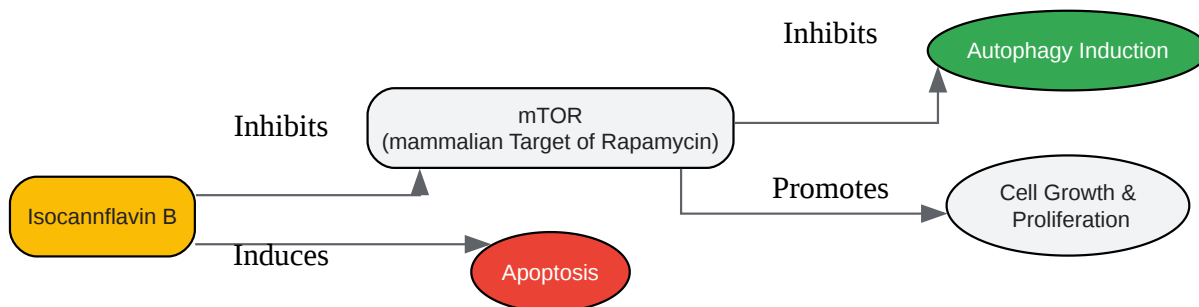 Inhibits
Autophagy Induction
mTOR
(mammalian Target of Rapamycin)
Inhibits
Promotes
Cell Growth &
Proliferation
Isocannflavin B
Induces
Apoptosis